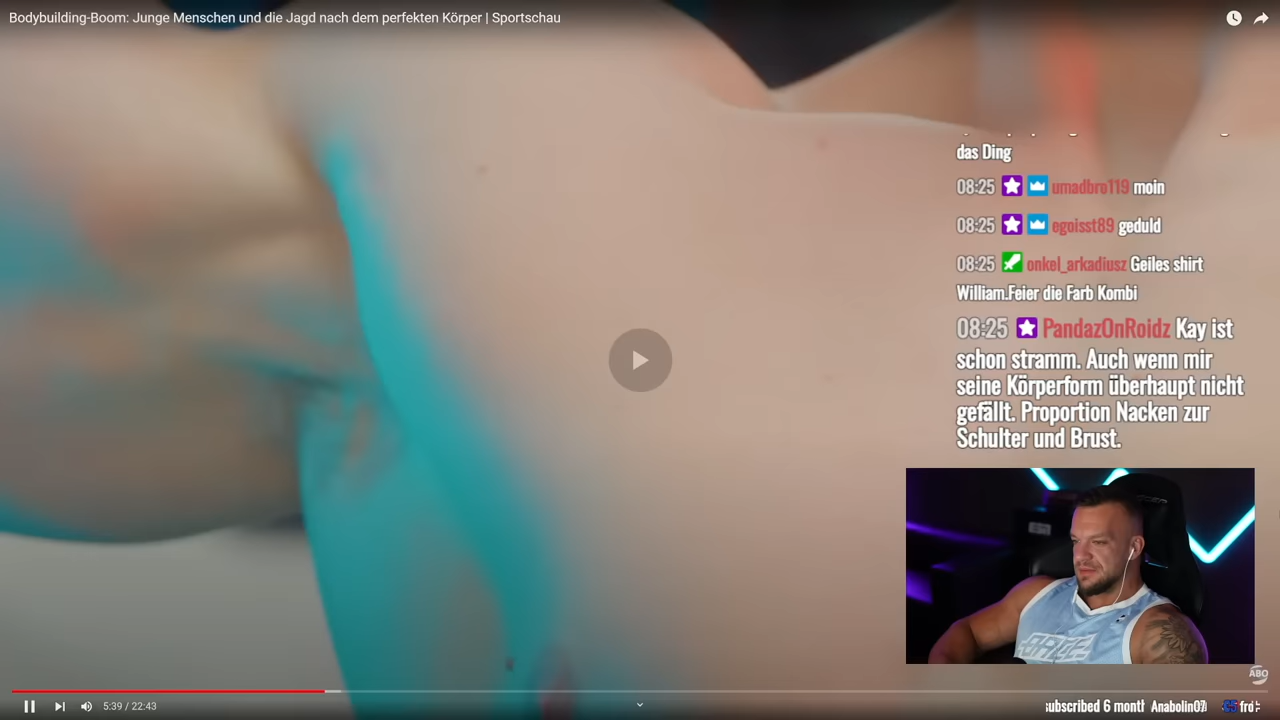 Bodybuilding-Boom: Junge Menschen und die Jagd nach dem perfekten Körper | Sportschau
das Ding
08:25 umadbro119 moin
08:25 egoisst89 geduld
08:25 onkel_arkadiusz Geiles shirt
William.Feier die Farb Kombi
08:25 PandazOnRoidz Kay ist
schon stramm. Auch wenn mir
seine Körperform überhaupt nicht
gefällt. Proportion Nacken zur
Schulter und Brust.
ABO
5:39 / 22:43
ubscribed 6 month Anabolin07